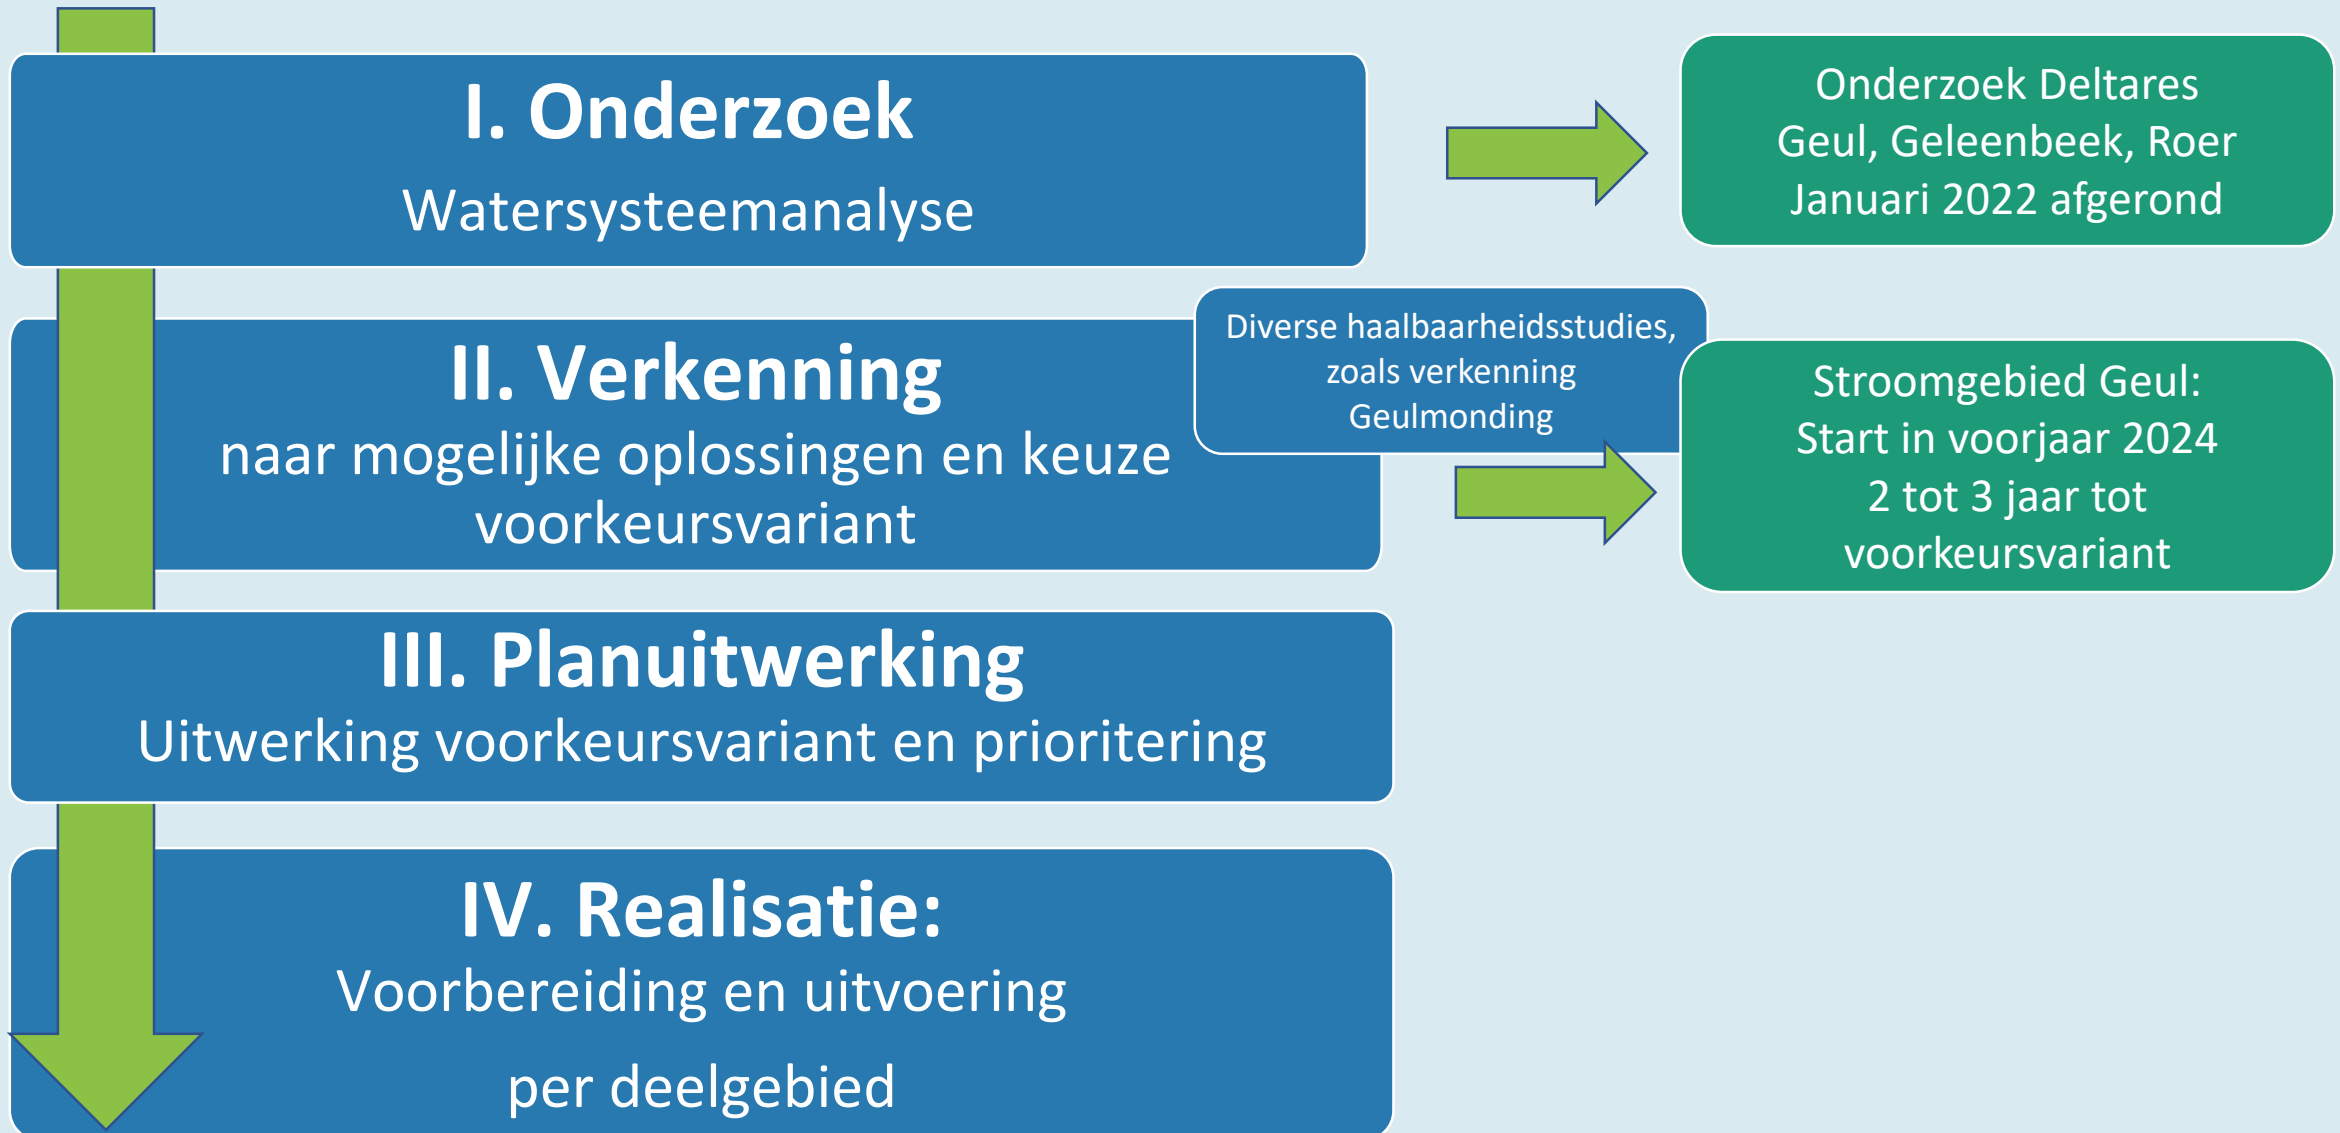 I. Onderzoek
Watersysteemanalyse
Onderzoek Deltares
Geul, Geleenbeek, Roer
Januari 2022 afgerond
II. Verkenning
naar mogelijke oplossingen en keuze
voorkeursvariant
Diverse haalbaarheidsstudies,
zoals verkenning
Geulmonding
Stroomgebied Geul:
Start in voorjaar 2024
2 tot 3 jaar tot
voorkeursvariant
III. Planuitwerking
Uitwerking voorkeursvariant en prioritering
IV. Realisatie:
Voorbereiding en uitvoering
per deelgebied